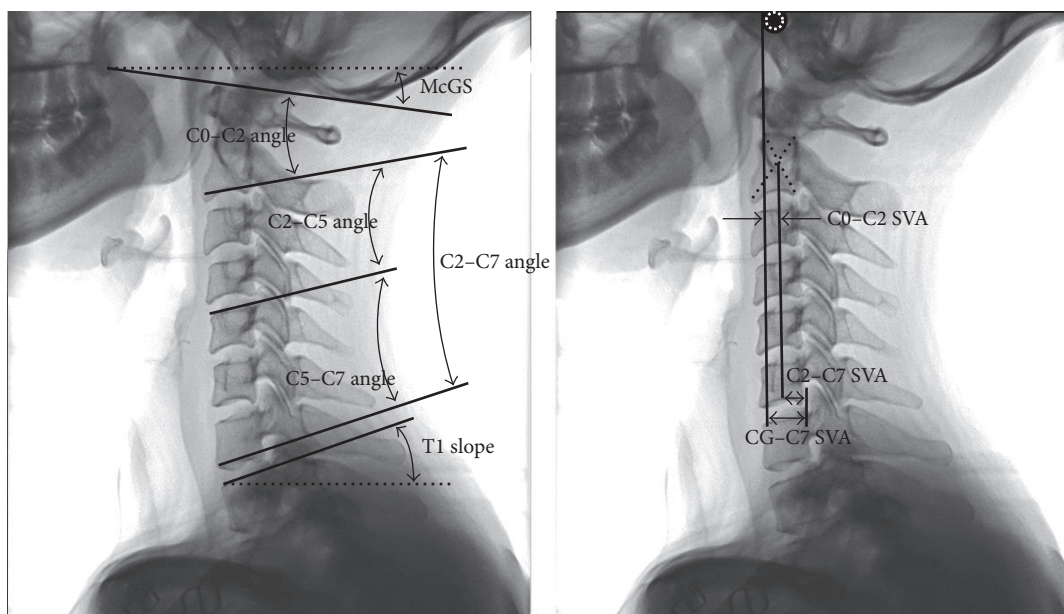 McGS
C0–C2 angle
C2–C5 angle
C2–C7 angle
C5–C7 angle
T1 slope
C0–C2 SVA
C2–C7 SVA
CG–C7 SVA